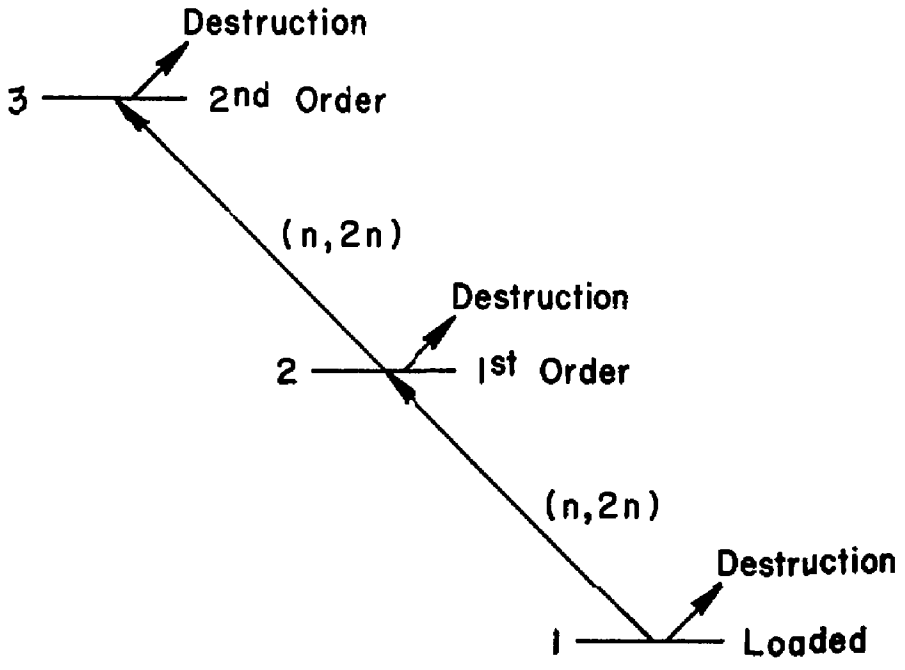 Destruction
3 2nd Order
(n,2n)
Destruction
2 1st Order
(n,2n)
Destruction
1 Loaded